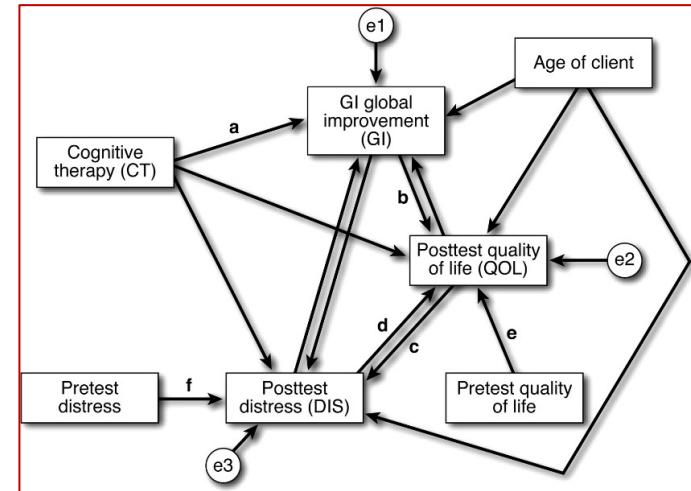 e1
Age of client
GI global
improvement
(GI)
a
Cognitive
therapy (CT)
b
Posttest quality
of life (QOL)
e2
d
c
e
f
Pretest
distress
Posttest
distress (DIS)
Pretest quality
of life
e3